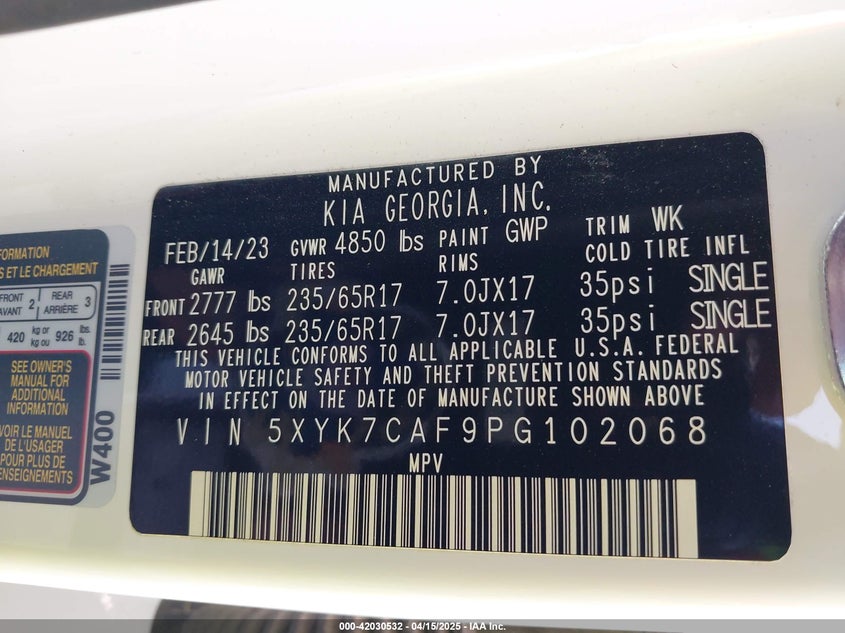 MANUFACTURED BY
KIA GEORGIA, INC.
FEB/14/23 GVWR 4850 lbs PAINT GWP TRIM WK
GAWR TIRES RIMS COLD TIRE INFL
FRONT 2777 lbs 235/65R17 7.0JX17 35psi SINGLE
REAR 2645 lbs 235/65R17 7.0JX17 35psi SINGLE
THIS VEHICLE CONFORMS TO ALL APPLICABLE U.S.A. FEDERAL
MOTOR VEHICLE SAFETY AND THEFT PREVENTION STANDARDS
IN EFFECT ON THE DATE OF MANUFACTURE SHOWN ABOVE
VIN 5XYK7CAF9PG102068
MPV
ET LE CHARGEMENT
FRONT 2 REAR 3
ARRIÈRE
420 kg or 926 lbs.
kg ou lb.
SEE OWNER'S
MANUAL FOR
ADDITIONAL
INFORMATION
VOIR LE MANUEL
DE L'USAGER
POUR PLUS DE
W400
000-42030532 - 04/15/2025 - IAA Inc.